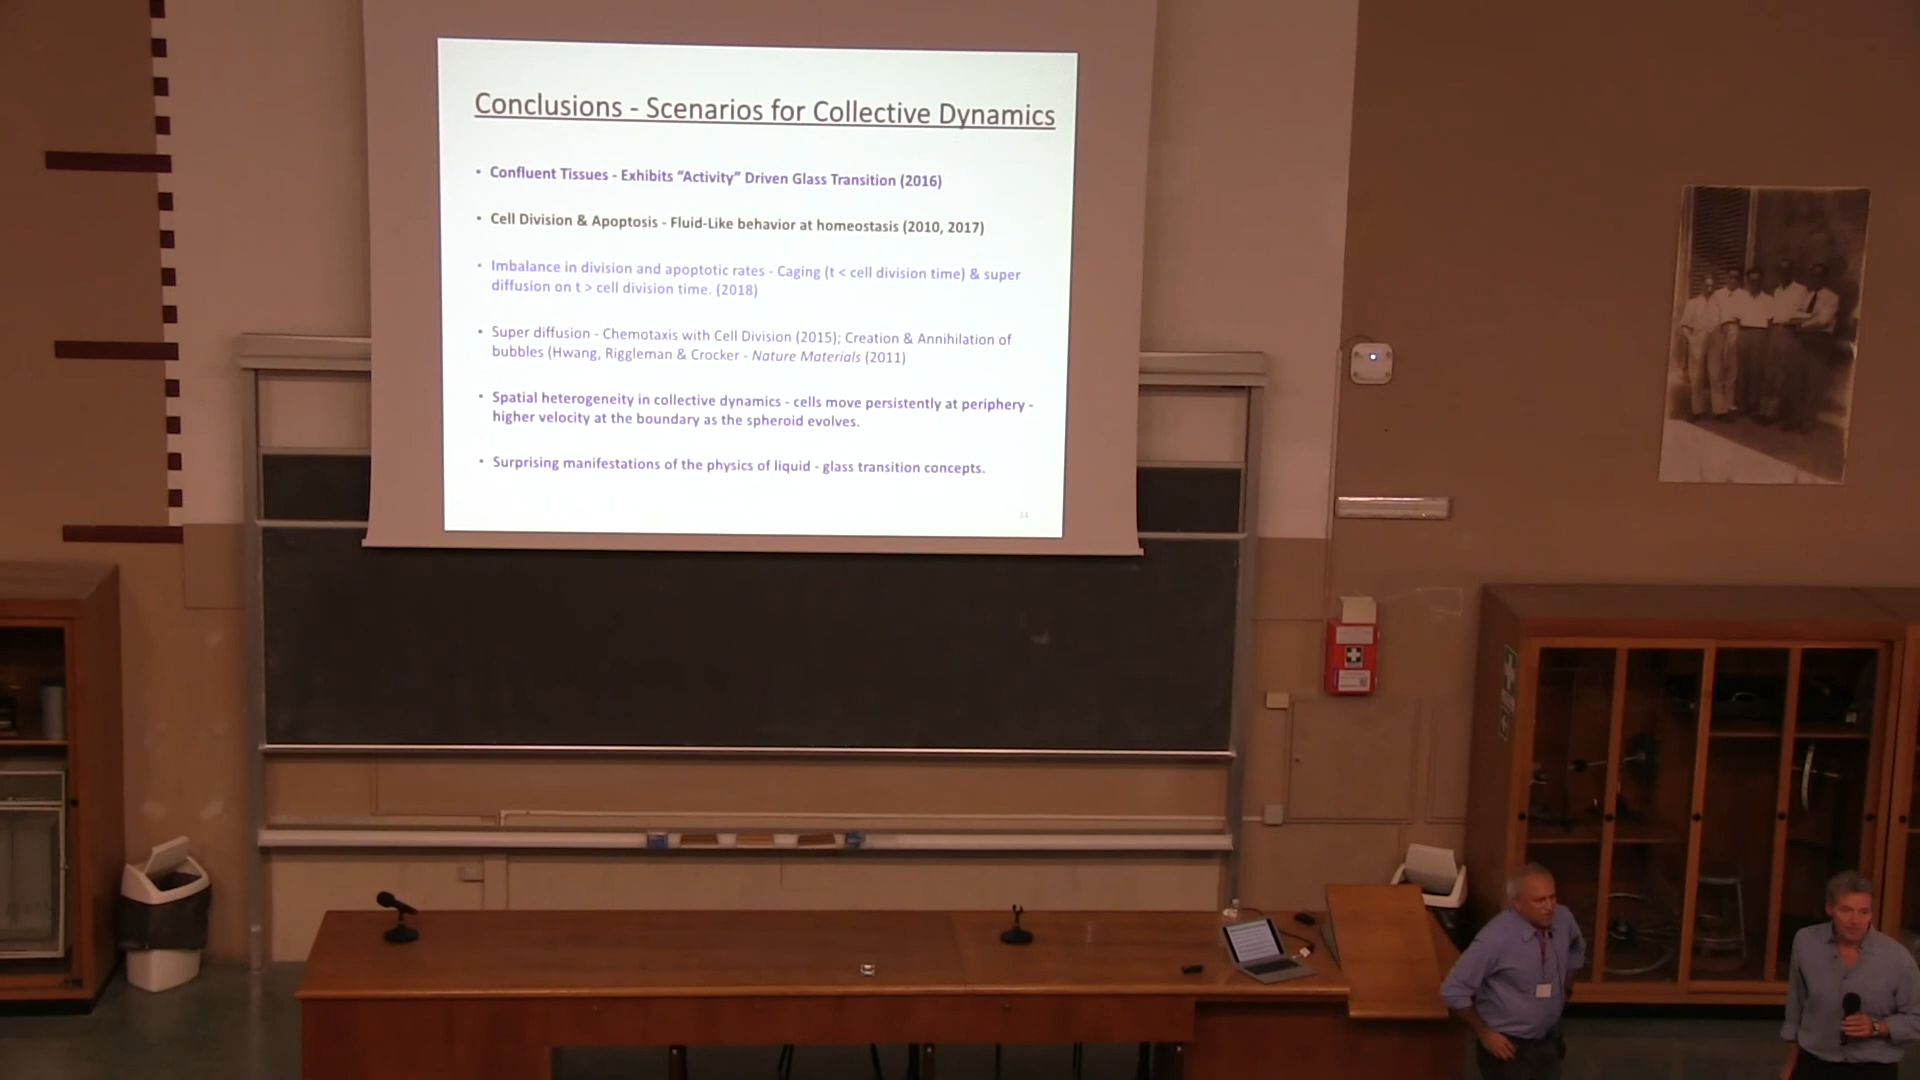 Conclusions - Scenarios for Collective Dynamics
• Confluent Tissues - Exhibits “Activity” Driven Glass Transition (2016)
• Cell Division & Apoptosis - Fluid-Like behavior at homeostasis (2010, 2017)
• Imbalance in division and apoptotic rates - Caging (t < cell division time) & super
diffusion on t > cell division time. (2018)
• Super diffusion - Chemotaxis with Cell Division (2015); Creation & Annihilation of
bubbles (Hwang, Riggleman & Crocker - Nature Materials (2011)
• Spatial heterogeneity in collective dynamics - cells move persistently at periphery -
higher velocity at the boundary as the spheroid evolves.
• Surprising manifestations of the physics of liquid - glass transition concepts.